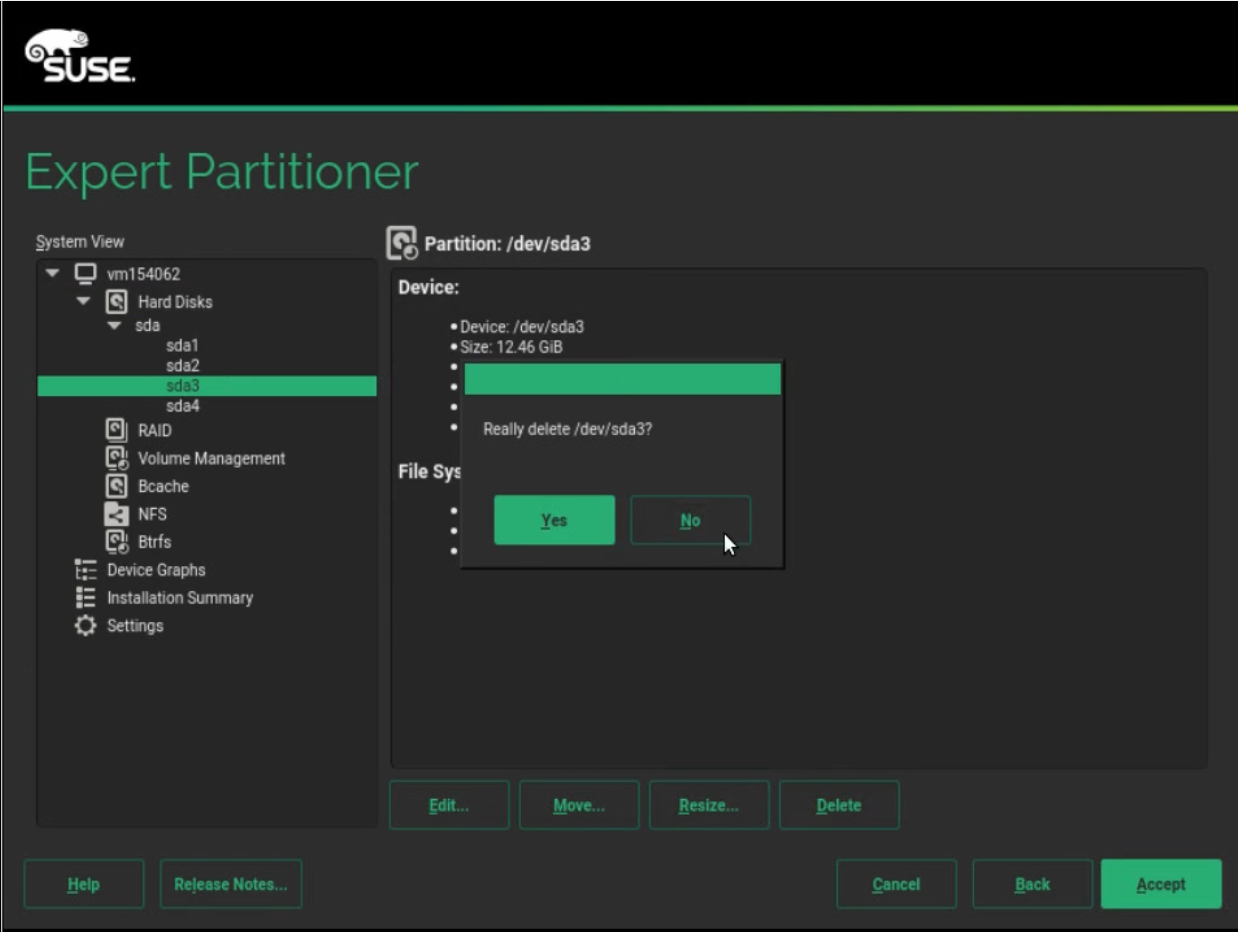 SUSE.
Expert Partitioner
System View
vm154062
Hard Disks
sda
sda1
sda2
sda3
sda4
RAID
Volume Management
Bcache
NFS
Btrfs
Device Graphs
Installation Summary
Settings
Partition: /dev/sda3
Device:
•Device: /dev/sda3
•Size: 12.46 GiB
File Sys
Really delete /dev/sda3?
Yes No
Edit... Move... Resize... Delete
Help Release Notes... Cancel Back Accept